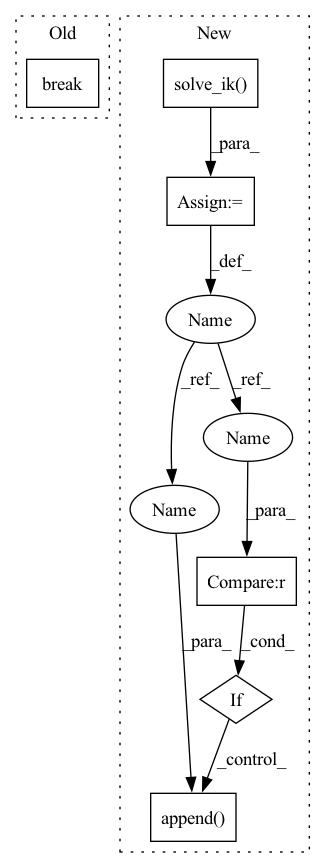 Old
New
break
solve_ik()
_para_
Assign:=
_def_
Name
_ref_
_ref_
Name
Name
_para_
Compare:r
_para_
_cond_
If
_control_
append()